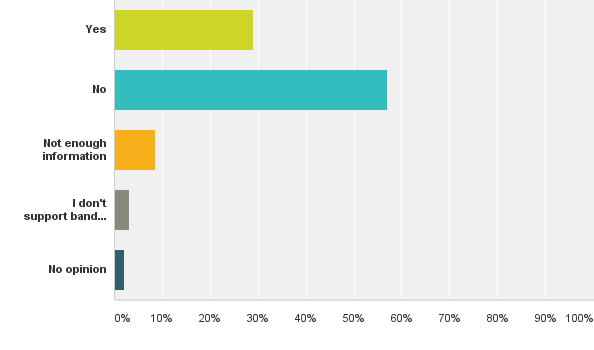 Yes
No
Not enough
information
I don't
support band...
No opinion
0% 10% 20% 30% 40% 50% 60% 70% 80% 90% 100%